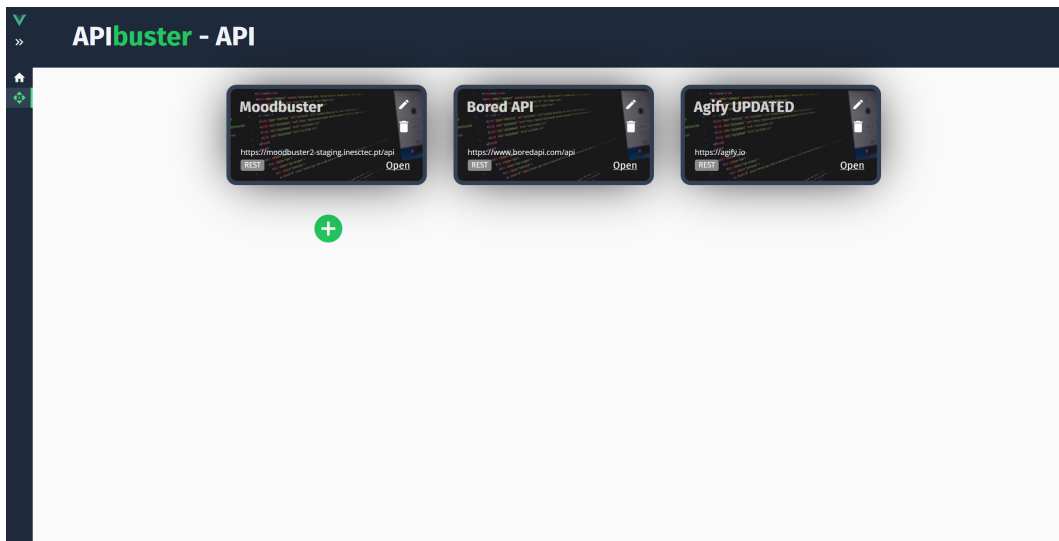 APIbuster - API
Moodbuster
https://moodbuster2-staging.inesctec.pt/api
REST
Open
Bored API
https://www.boredapi.com/api
REST
Open
Agify UPDATED
https://agify.io
REST
Open